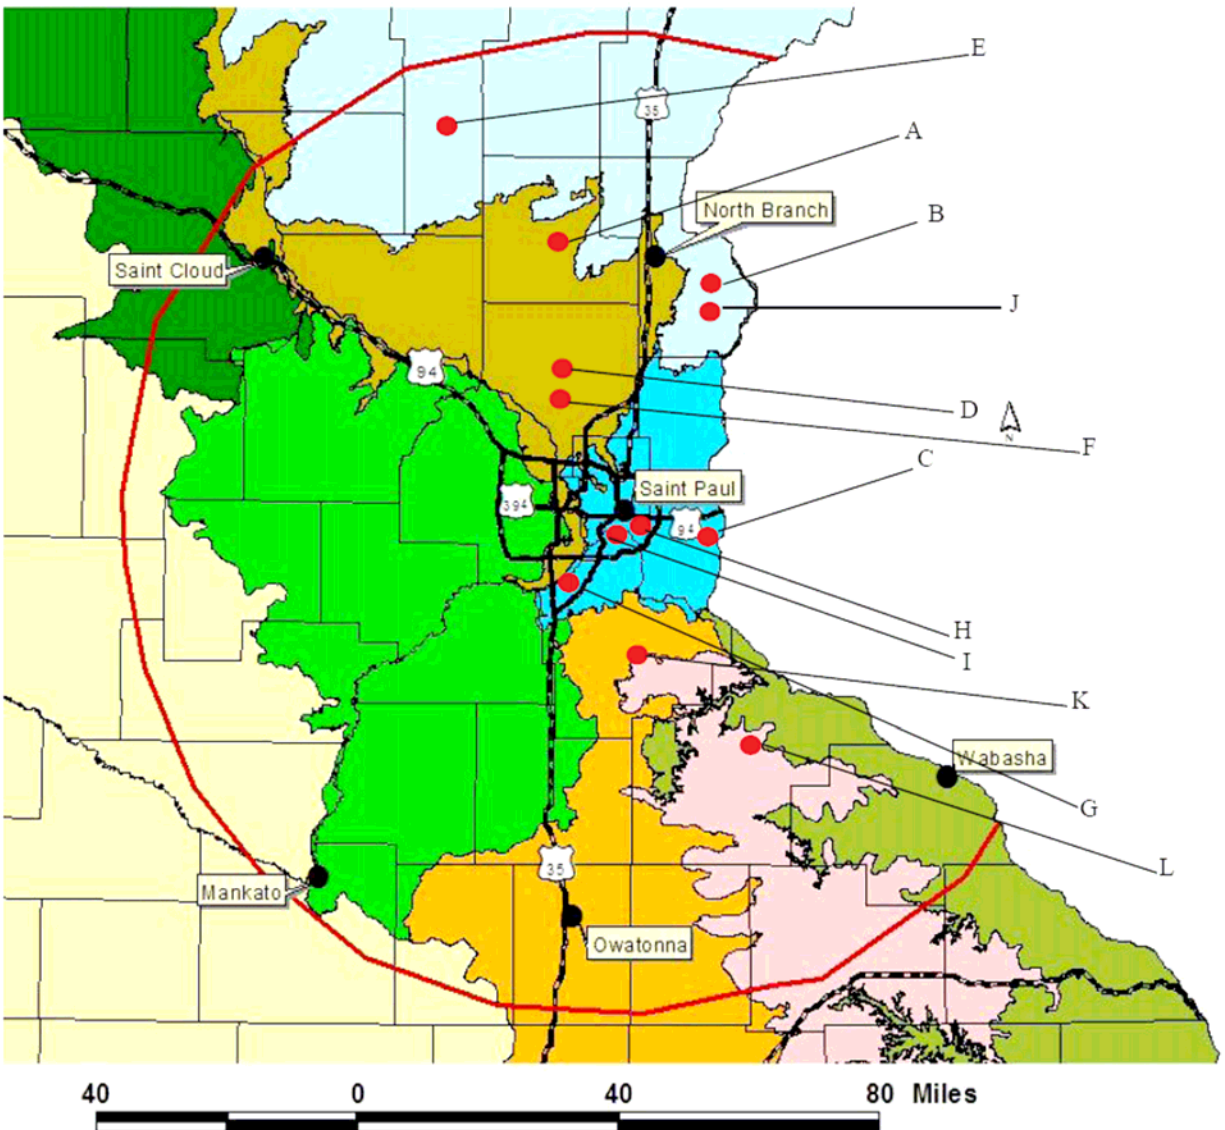 E
35
A
North Branch
B
Saint Cloud
J
94
D
N
F
C
Saint Paul
394
94
H
I
K
Wabasha
G
35
L
Mankato
Owatonna
40 0 40 80 Miles